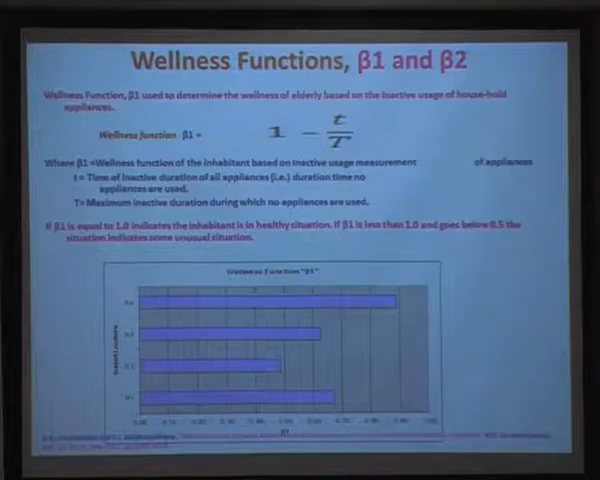 Wellness Functions, β1 and β2
Wellness Function, β1 used to determine the wellness of elderly based on the inactive usage of house-hold
appliances.
Wellness function β1 = 1 - t/T
Where β1 =Wellness function of the inhabitant based on inactive usage measurement of appliances
t = Time of Inactive duration of all appliances (i.e.) duration time no
appliances are used.
T= Maximum inactive duration during which no appliances are used.
If β1 is equal to 1.0 indicates the inhabitant is in healthy situation. If β1 is less than 1.0 and goes below 0.5 the
situation indicates some unusual situation.
Wellness Function "β1"